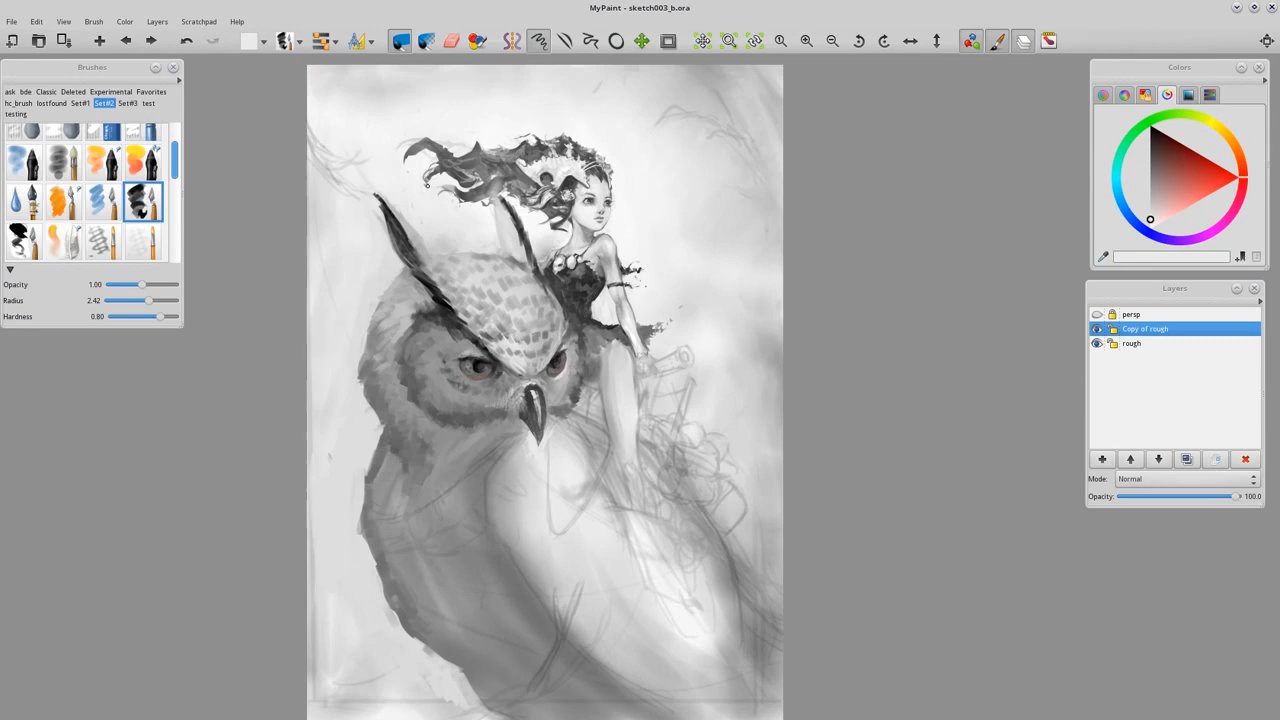 MyPaint - sketch003_b.ora
File Edit View Brush Color Layers Scratchpad Help
Brushes
ask bde Classic Deleted Experimental Favorites
hc_brush lostfound Set#1 Set#2 Set#3 test
testing
Opacity 1.00
Radius 2.42
Hardness 0.80
Colors
Layers
persp
Copy of rough
rough
Mode: Normal
Opacity: 100.0